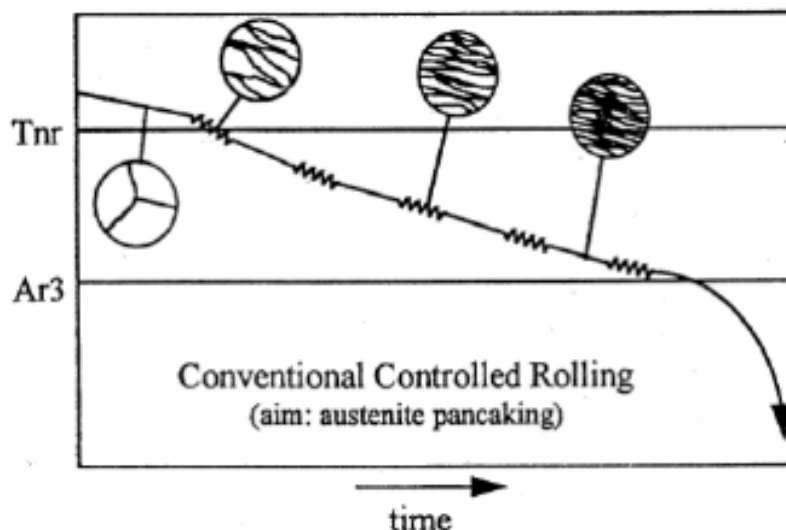 Tnr
Ar3
Conventional Controlled Rolling
(aim: austenite pancaking)
time